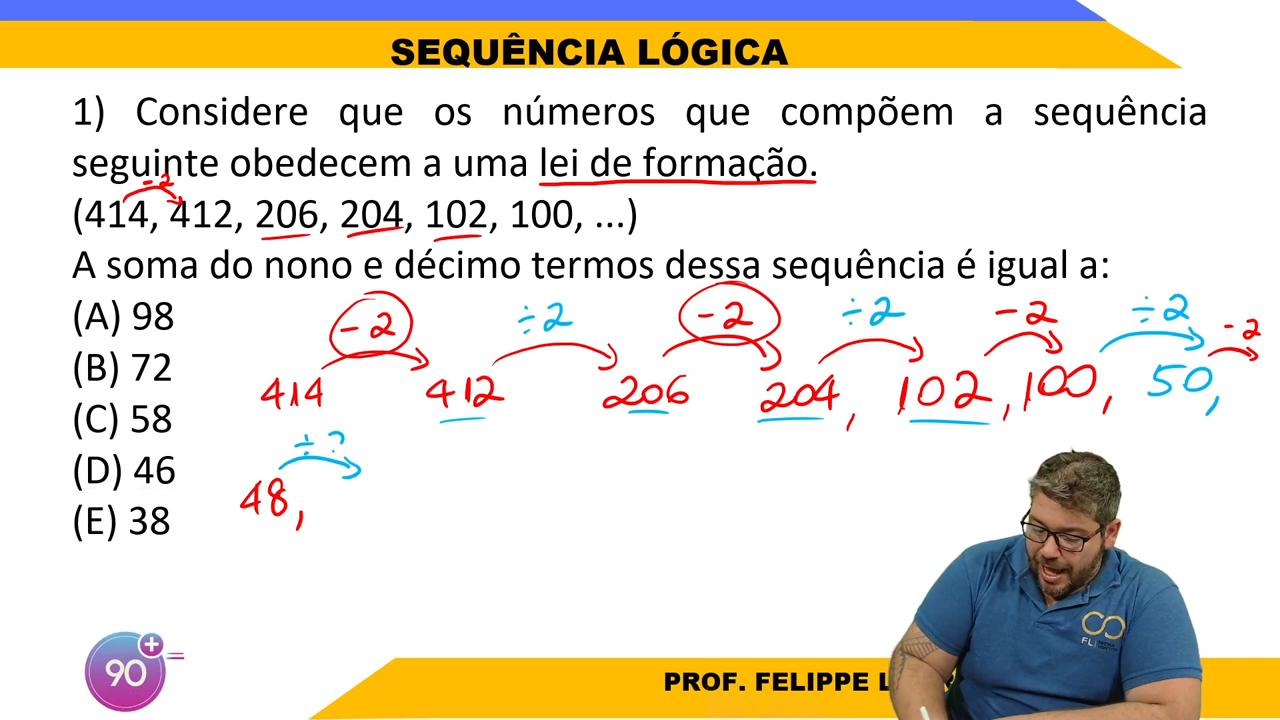 SEQUÊNCIA LÓGICA
1) Considere que os números que compõem a sequência
seguinte obedecem a uma lei de formação.
-2
(414, 412, 206, 204, 102, 100, ...)
A soma do nono e décimo termos dessa sequência é igual a:
(A) 98
(B) 72
(C) 58
(D) 46
(E) 38
-2 ÷2 -2 ÷2 -2 ÷2 -2
414 412 206 204, 102, 100, 50,
÷ ?
48,
90+
PROF. FELIPPE L